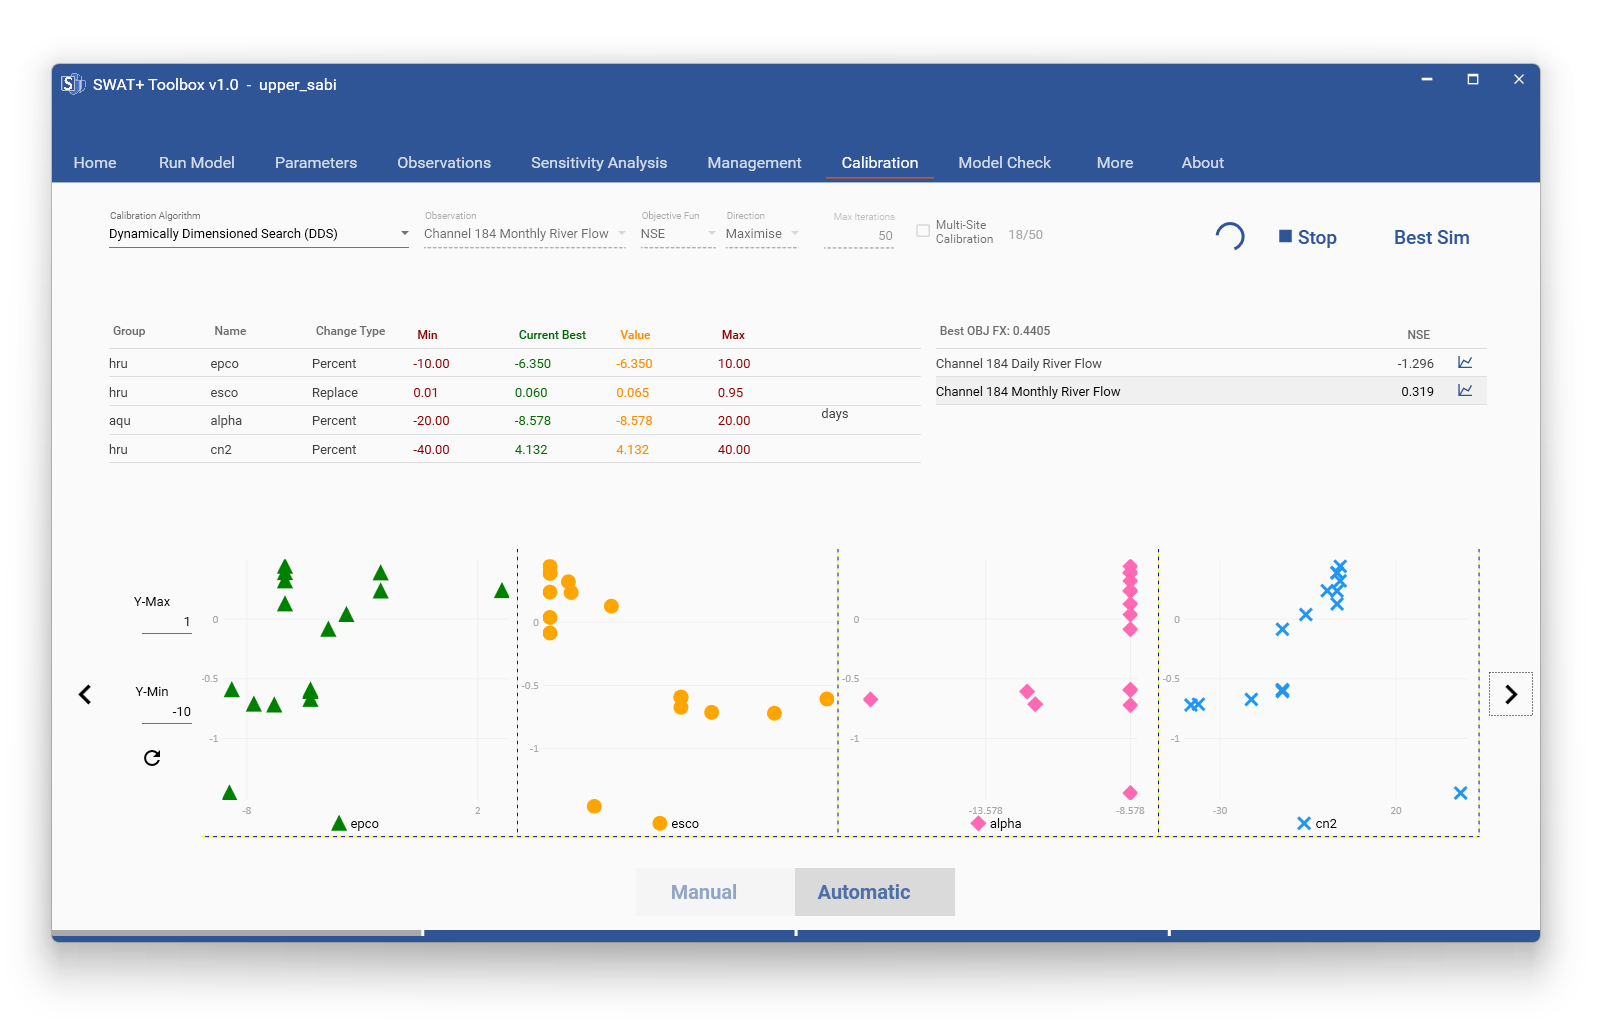 SWAT+ Toolbox v1.0 - upper_sabi
Home Run Model Parameters Observations Sensitivity Analysis Management Calibration Model Check More About
Calibration Algorithm Observation Objective Fun Direction Max Iterations
Dynamically Dimensioned Search (DDS) Channel 184 Monthly River Flow NSE Maximise 50 Multi-Site Calibration 18/50 Stop Best Sim
Group Name Change Type Min Current Best Value Max
hru epco Percent -10.00 -6.350 -6.350 10.00
hru esco Replace 0.01 0.060 0.065 0.95
aqu alpha Percent -20.00 -8.578 -8.578 20.00 days
hru cn2 Percent -40.00 4.132 4.132 40.00
Best OBJ FX: 0.4405 NSE
Channel 184 Daily River Flow -1.296
Channel 184 Monthly River Flow 0.319
Y-Max
1
Y-Min
-10
0
-0.5
-1
-8 2
epco
0
-0.5
-1
esco
0
-0.5
-1
-13.578 -8.578
alpha
0
-0.5
-1
-30 20
cn2
Manual Automatic